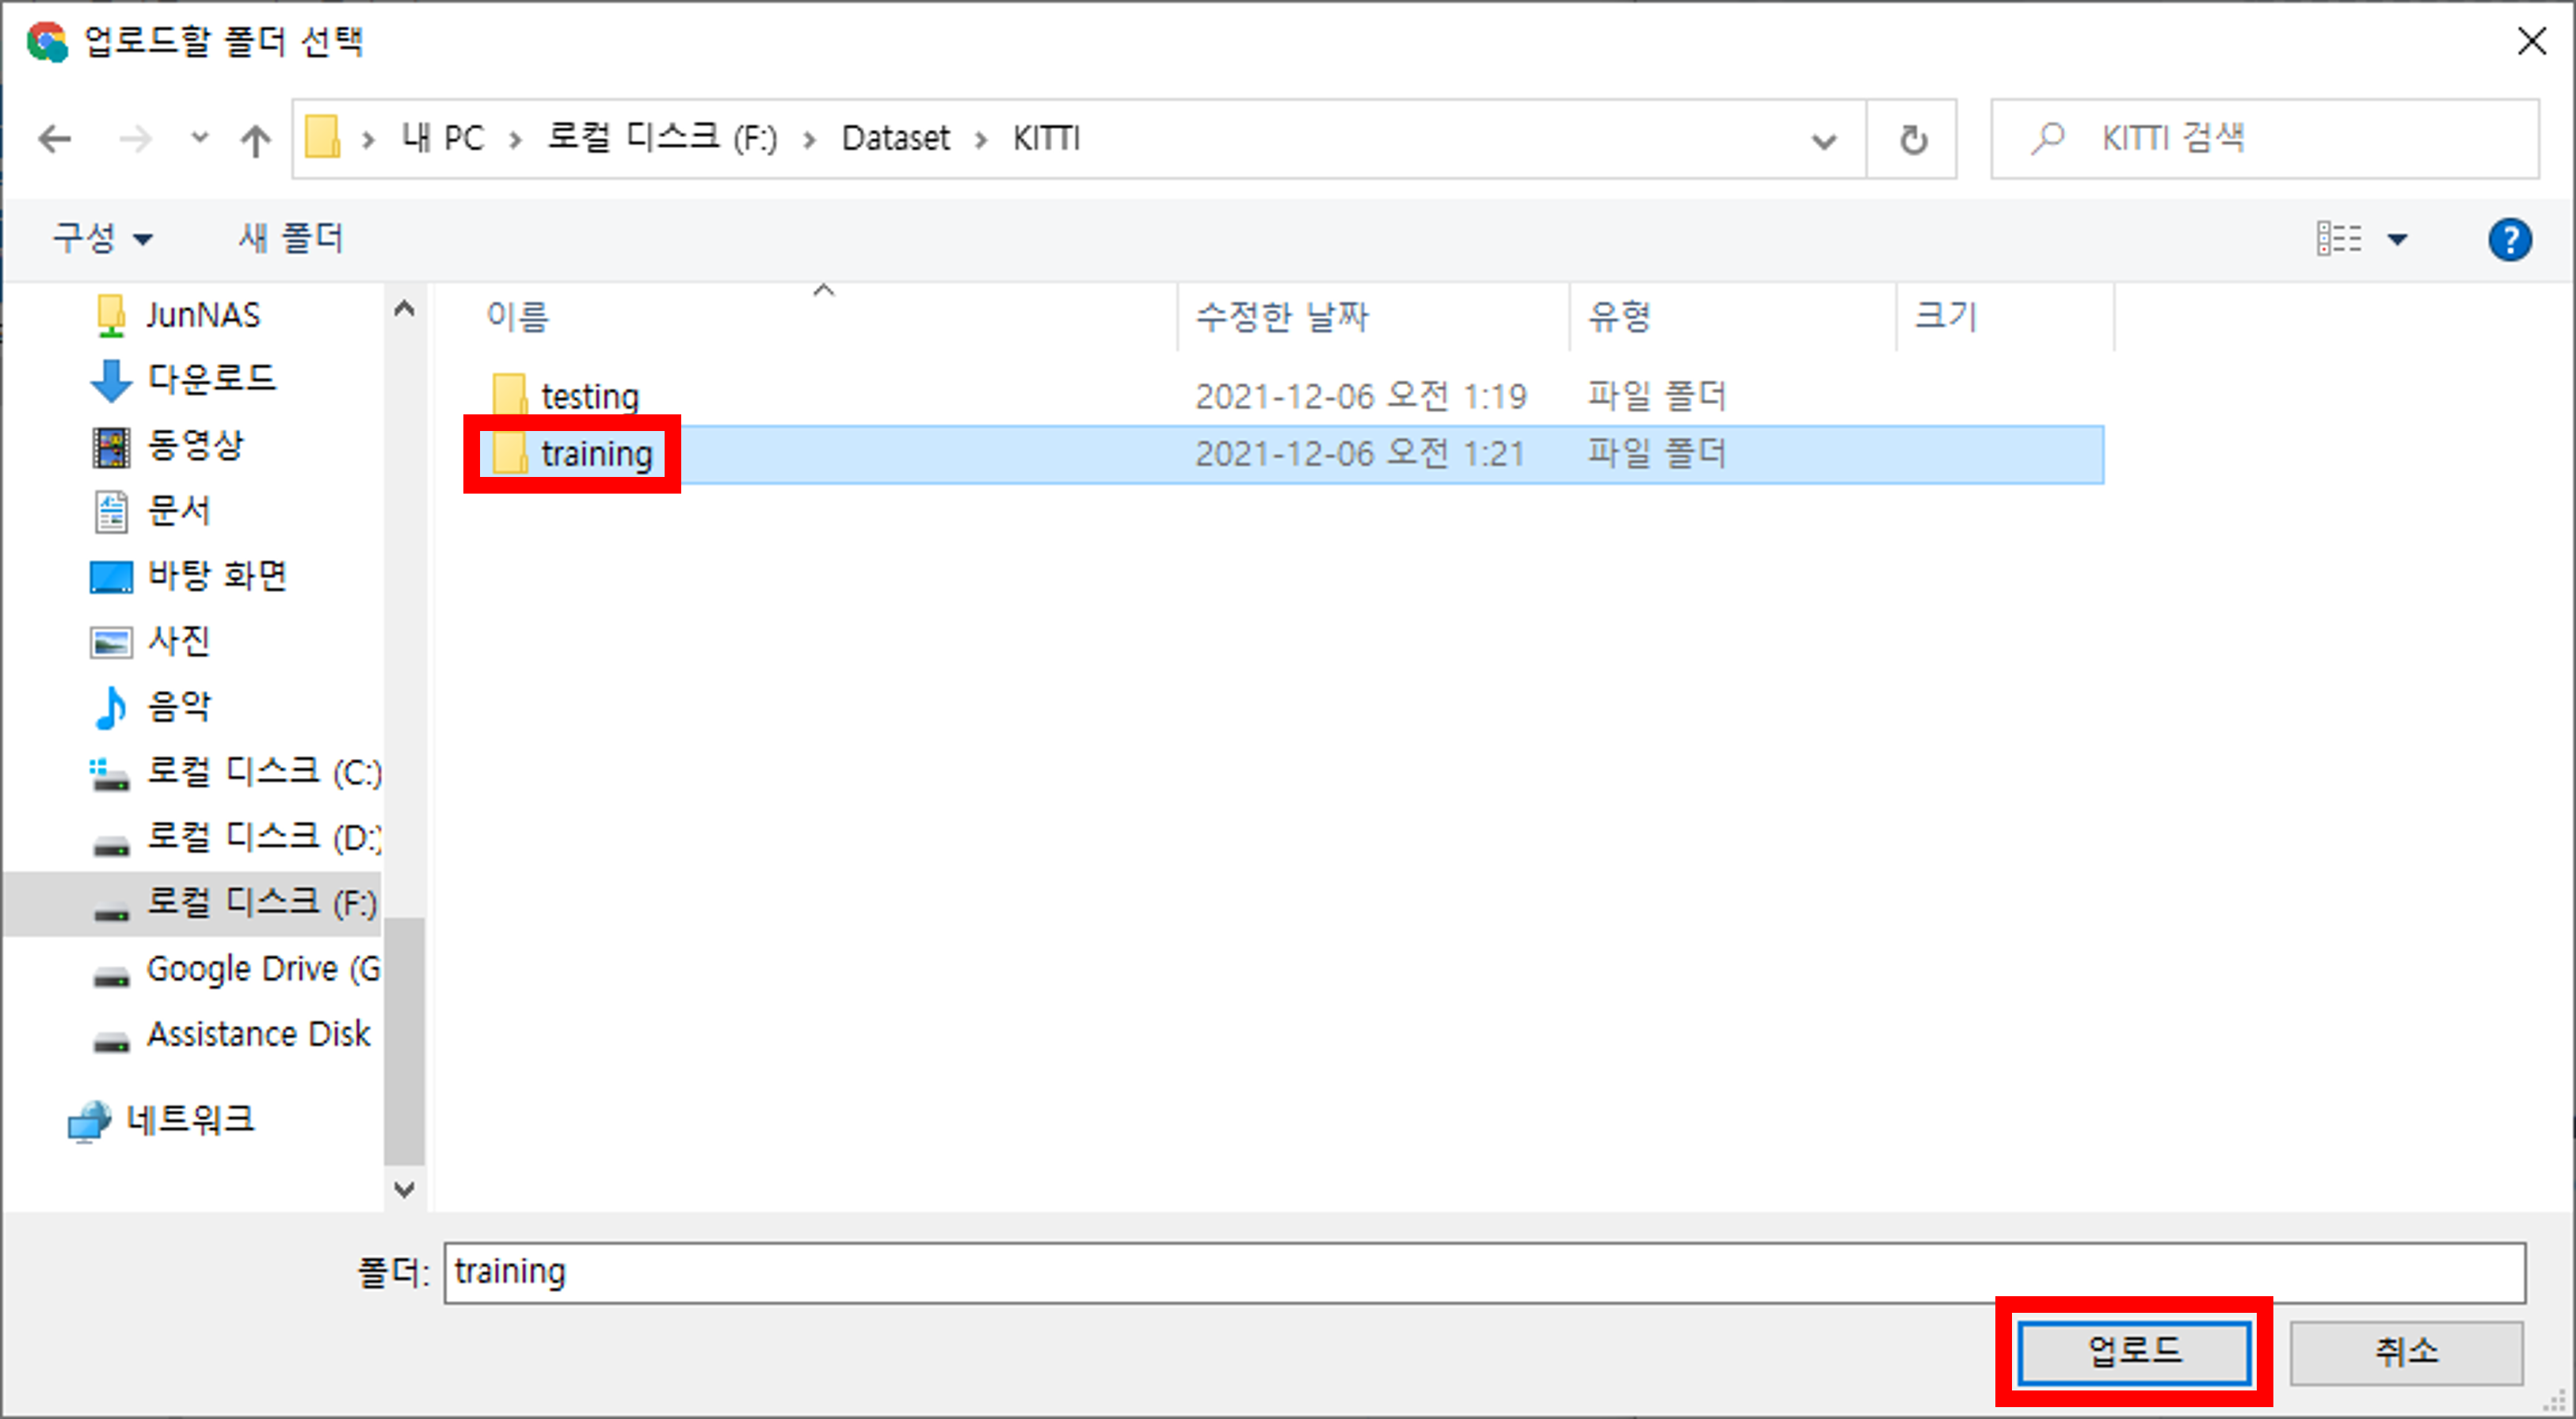 업로드할 폴더 선택
내 PC › 로컬 디스크 (F:) › Dataset › KITTI
KITTI 검색
구성
새 폴더
?
JunNAS
다운로드
동영상
문서
바탕 화면
사진
음악
로컬 디스크 (C:)
로컬 디스크 (D:)
로컬 디스크 (F:)
Google Drive (G
Assistance Disk
네트워크
이름 수정한 날짜 유형 크기
testing 2021-12-06 오전 1:19 파일 폴더
training 2021-12-06 오전 1:21 파일 폴더
폴더: training
업로드 취소